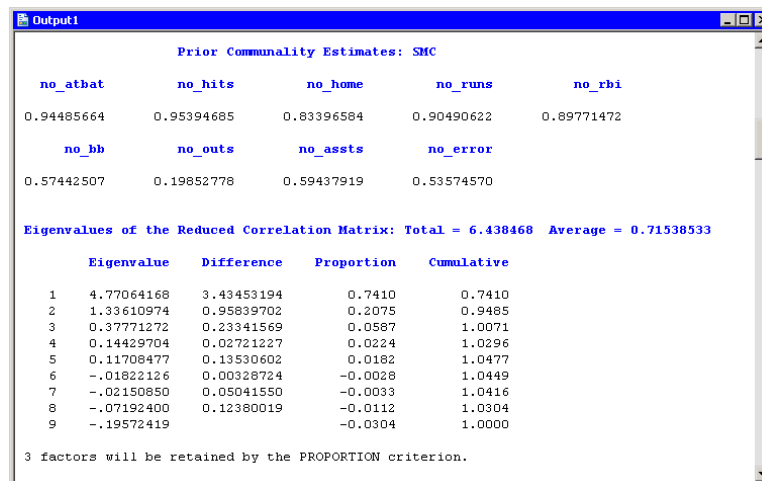 Output1
Prior Communality Estimates: SMC
no_atbat no_hits no_home no_runs no_rbi
0.94485664 0.95394685 0.83396584 0.90490622 0.89771472
no_bb no_outs no_assts no_error
0.57442507 0.19852778 0.59437919 0.53574570
Eigenvalues of the Reduced Correlation Matrix: Total = 6.438468 Average = 0.71538533
Eigenvalue Difference Proportion Cumulative
1 4.77064168 3.43453194 0.7410 0.7410
2 1.33610974 0.95839702 0.2075 0.9485
3 0.37771272 0.23341569 0.0587 1.0071
4 0.14429704 0.02721227 0.0224 1.0296
5 0.11708477 0.13530602 0.0182 1.0477
6 -.01822126 0.00328724 -0.0028 1.0449
7 -.02150850 0.05041550 -0.0033 1.0416
8 -.07192400 0.12380019 -0.0112 1.0304
9 -.19572419 -0.0304 1.0000
3 factors will be retained by the PROPORTION criterion.